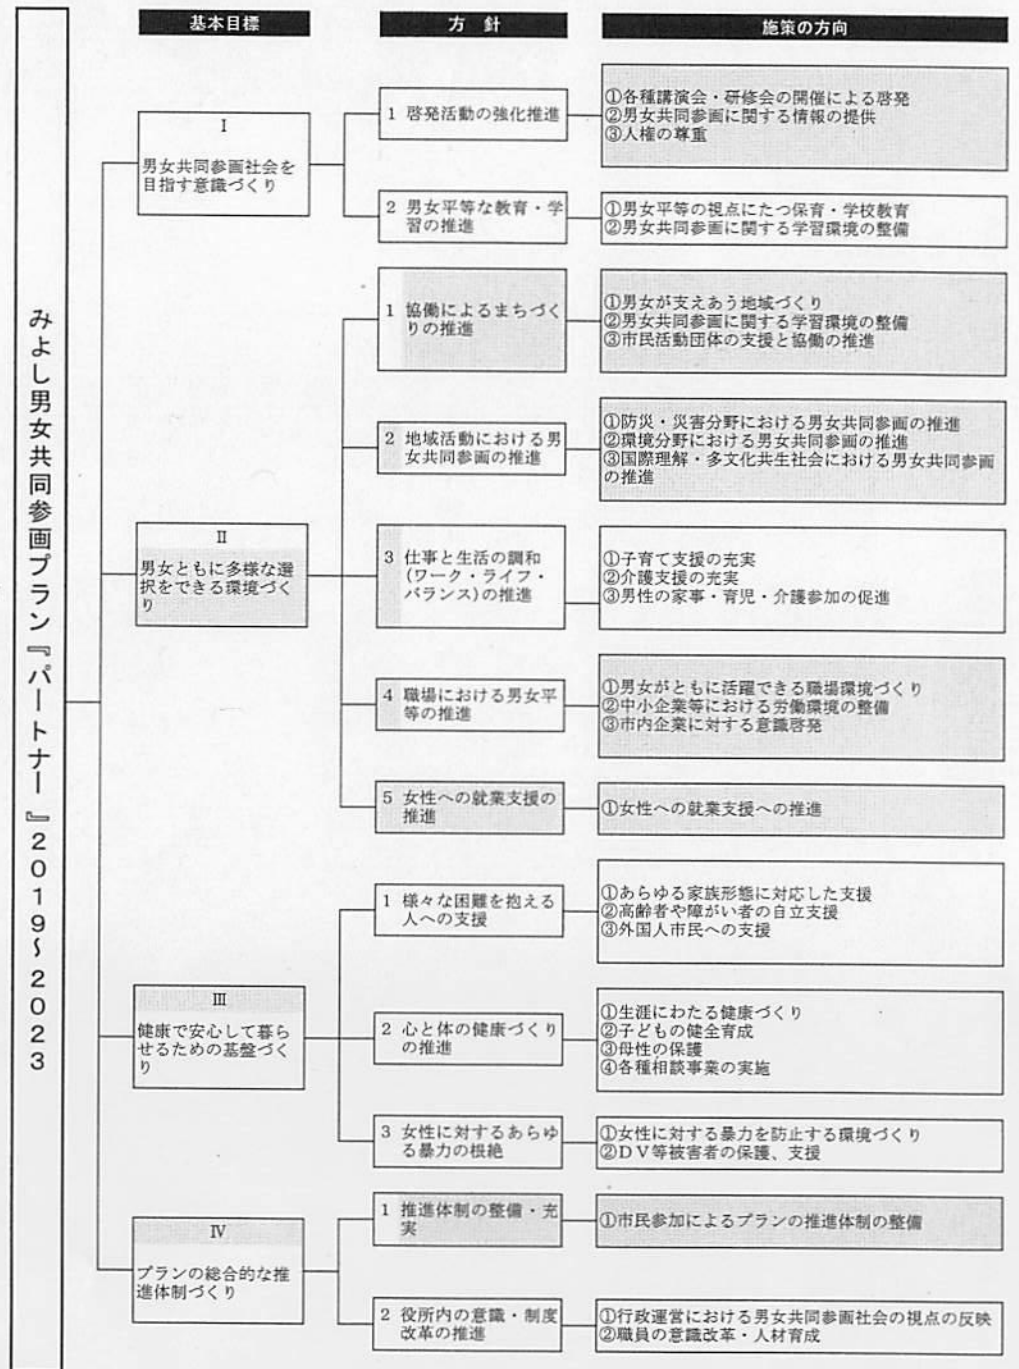 みよし男女共同参画プラン『パートナー』2019～2023
基本目標
方 針
施策の方向
I
男女共同参画社会を
目指す意識づくり
1 啓発活動の強化推進
①各種講演会・研修会の開催による啓発
②男女共同参画に関する情報の提供
③人権の尊重
2 男女平等な教育・学
習の推進
①男女平等の視点にたつ保育・学校教育
②男女共同参画に関する学習環境の整備
II
男女ともに多様な選
択をできる環境づく
り
1 協働によるまちづく
りの推進
①男女が支えあう地域づくり
②男女共同参画に関する学習環境の整備
③市民活動団体の支援と協働の推進
2 地域活動における男
女共同参画の推進
①防災・災害分野における男女共同参画の推進
②環境分野における男女共同参画の推進
③国際理解・多文化共生社会における男女共同参画
の推進
3 仕事と生活の調和
(ワーク・ライフ・
バランス)の推進
①子育て支援の充実
②介護支援の充実
③男性の家事・育児・介護参加の促進
4 職場における男女平
等の推進
①男女がともに活躍できる職場環境づくり
②中小企業等における労働環境の整備
③市内企業に対する意識啓発
5 女性への就業支援の
推進
①女性への就業支援への推進
III
健康で安心して暮ら
せるための基盤づく
り
1 様々な困難を抱える
人への支援
①あらゆる家族形態に対応した支援
②高齢者や障がい者の自立支援
③外国人市民への支援
2 心と体の健康づくり
の推進
①生涯にわたる健康づくり
②子どもの健全育成
③母性の保護
④各種相談事業の実施
3 女性に対するあらゆ
る暴力の根絶
①女性に対する暴力を防止する環境づくり
②DV等被害者の保護、支援
IV
プランの総合的な推
進体制づくり
1 推進体制の整備・充
実
①市民参加によるプランの推進体制の整備
2 役所内の意識・制度
改革の推進
①行政運営における男女共同参画社会の視点の反映
②職員の意識改革・人材育成